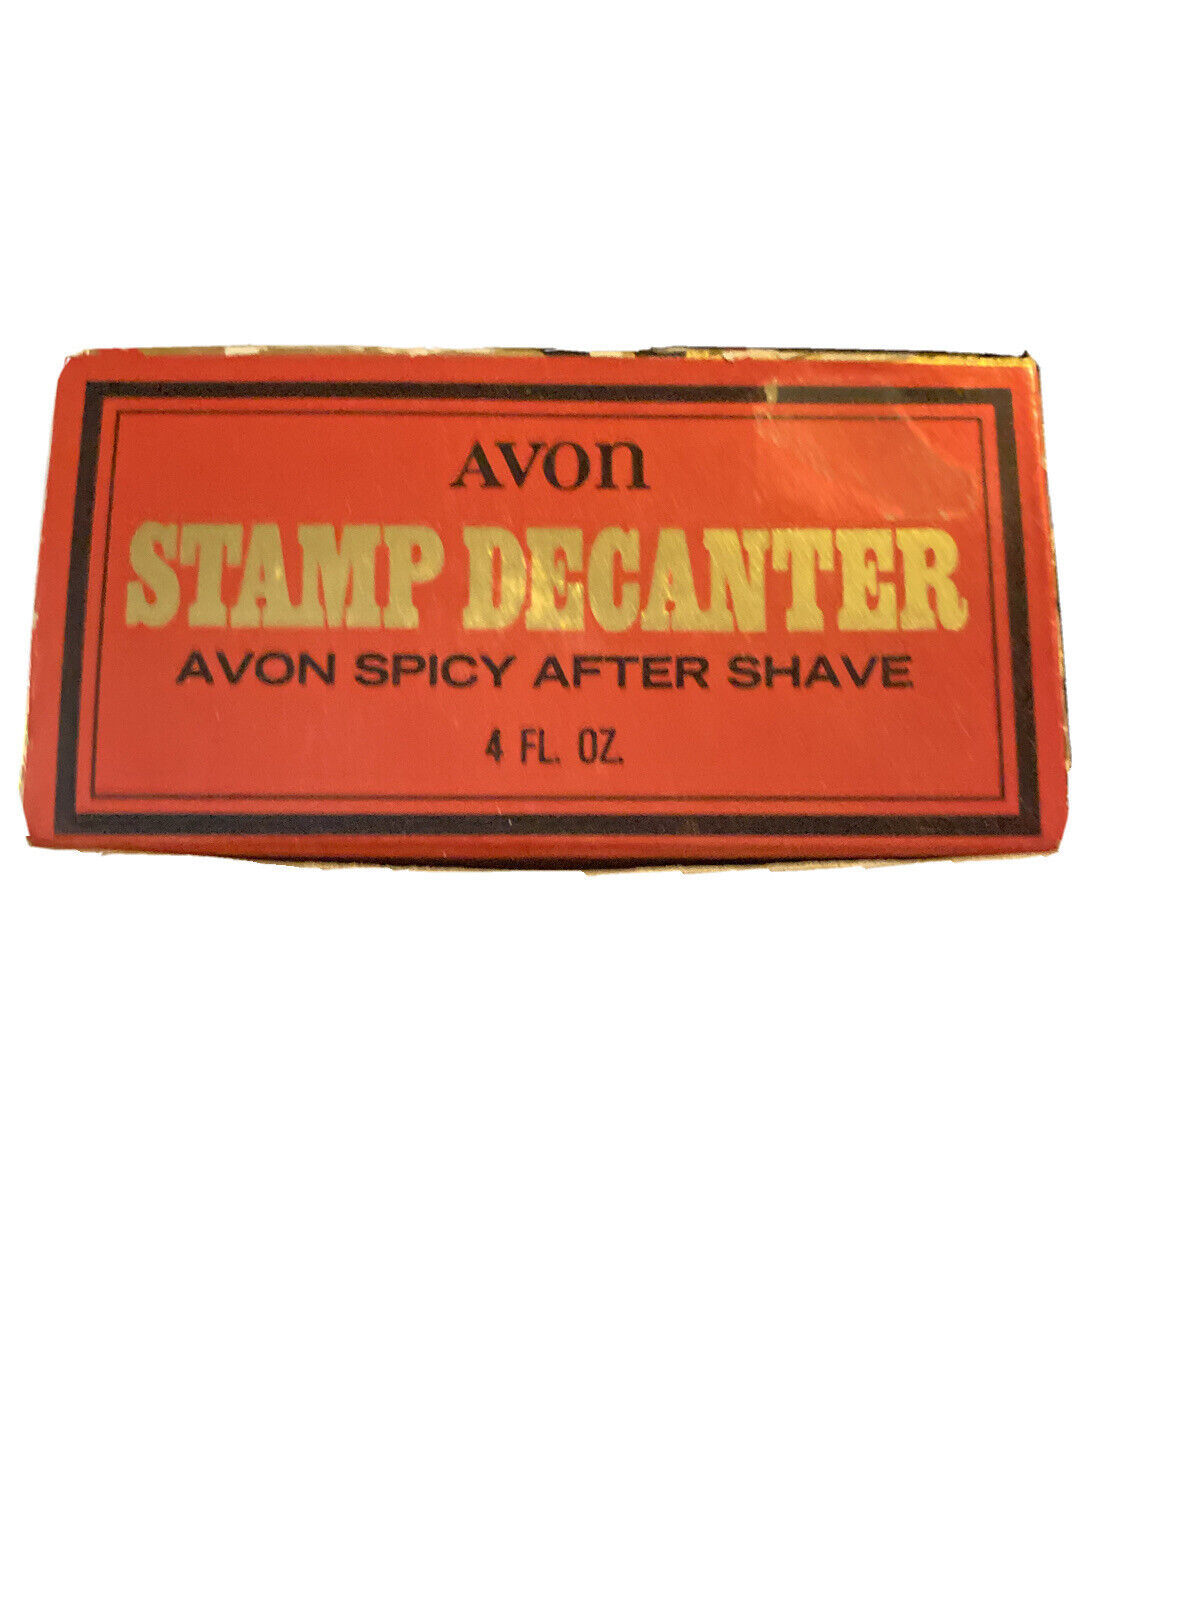 Avon
STAMP DECANTER
AVON SPICY AFTER SHAVE
4 FL. OZ.